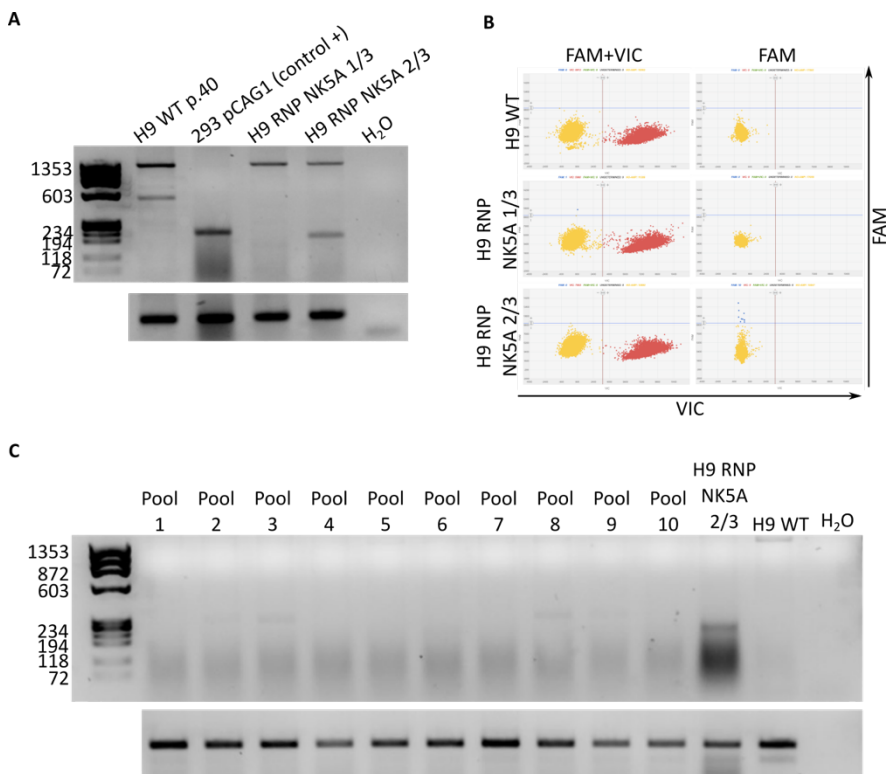 A
H9 WT p.40
293 pCAG1 (control +)
H9 RNP NK5A 1/3
H9 RNP NK5A 2/3
H₂O
1353
603
234
194
118
72
B
FAM+VIC
FAM
H9 WT
H9 RNP
NK5A 1/3
H9 RNP
NK5A 2/3
FAM
VIC
C
Pool 1
Pool 2
Pool 3
Pool 4
Pool 5
Pool 6
Pool 7
Pool 8
Pool 9
Pool 10
H9 RNP
NK5A
2/3
H9 WT
H₂O
1353
872
603
234
194
118
72